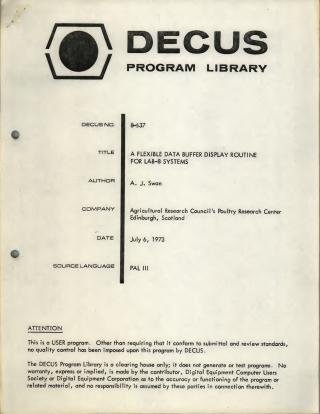 DECUS
PROGRAM LIBRARY
DECUS NO. 8-637
TITLE A FLEXIBLE DATA BUFFER DISPLAY ROUTINE
FOR LAB-8 SYSTEMS
AUTHOR A. J. Swan
COMPANY Agricultural Research Council's Poultry Research Center
Edinburgh, Scotland
DATE July 6, 1973
SOURCE LANGUAGE PAL III
ATTENTION
This is a USER program. Other than requiring that it conform to submittal and review standards,
no quality control has been imposed upon this program by DECUS.
The DECUS Program Library is a clearing house only; it does not generate or test programs. No
warranty, express or implied, is made by the contributor, Digital Equipment Computer Users
Society or Digital Equipment Corporation as to the accuracy or functioning of the program or
related material, and no responsibility is assumed by these parties in connection therewith.